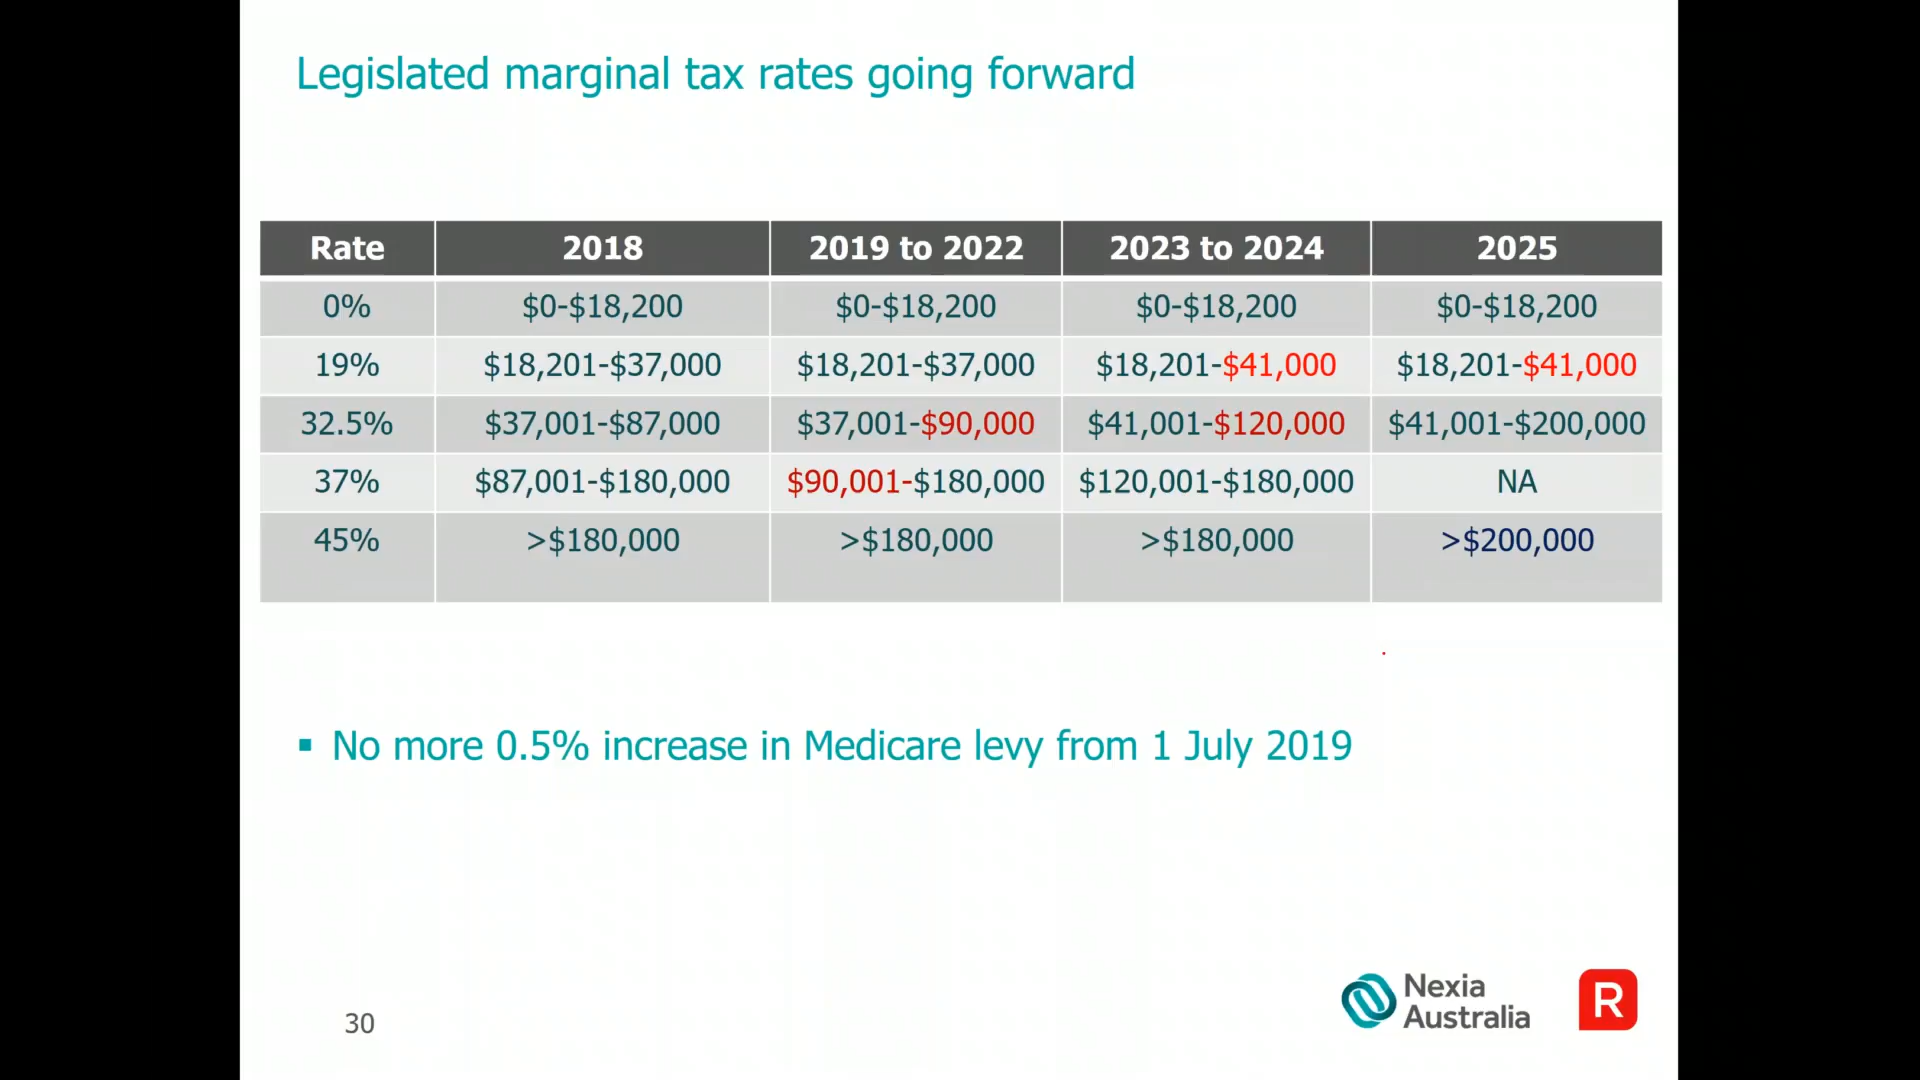 Legislated marginal tax rates going forward
Rate 2018 2019 to 2022 2023 to 2024 2025
0% $0-$18,200 $0-$18,200 $0-$18,200 $0-$18,200
19% $18,201-$37,000 $18,201-$37,000 $18,201-$41,000 $18,201-$41,000
32.5% $37,001-$87,000 $37,001-$90,000 $41,001-$120,000 $41,001-$200,000
37% $87,001-$180,000 $90,001-$180,000 $120,001-$180,000 NA
45% >$180,000 >$180,000 >$180,000 >$200,000
▪ No more 0.5% increase in Medicare levy from 1 July 2019
Nexia
Australia
R
30